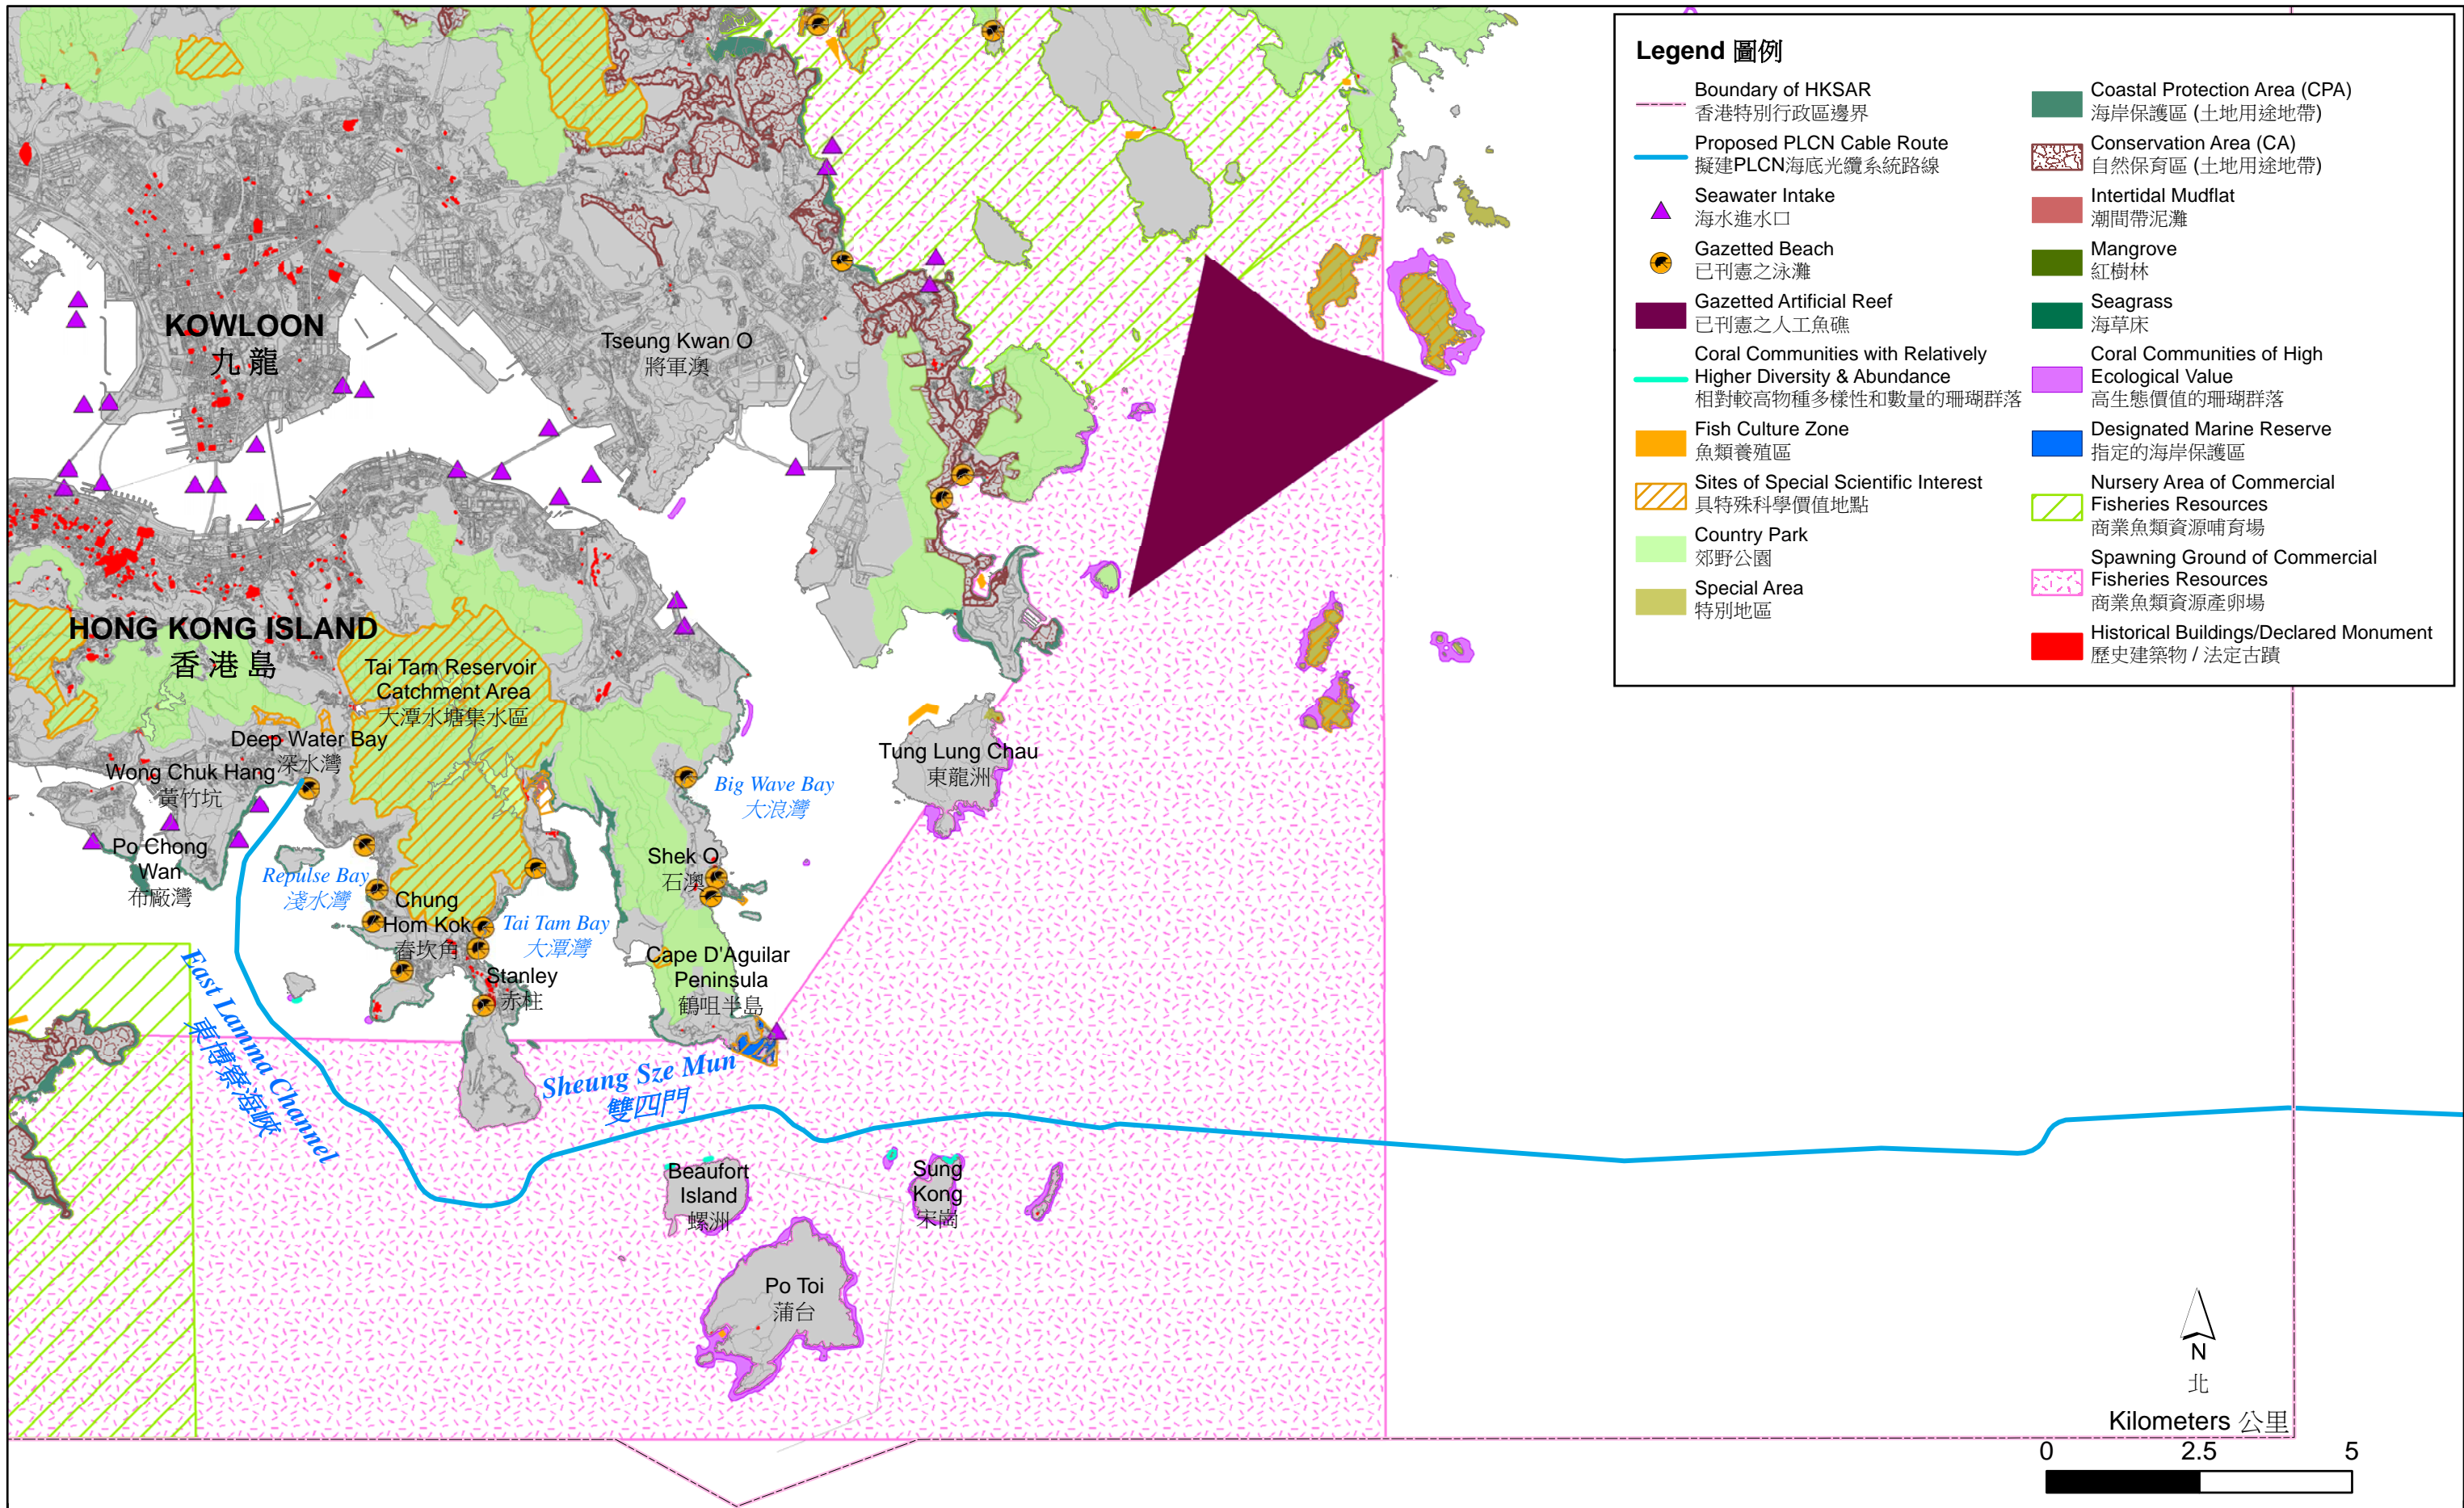 Legend 圖例
Boundary of HKSAR
香港特別行政區邊界
Proposed PLCN Cable Route
擬建PLCN海底光纜系統路線
Seawater Intake
海水進水口
Gazetted Beach
已刊憲之泳灘
Gazetted Artificial Reef
已刊憲之人工魚礁
Coral Communities with Relatively
Higher Diversity & Abundance
相對較高物種多樣性和數量的珊瑚群落
Fish Culture Zone
魚類養殖區
Sites of Special Scientific Interest
具特殊科學價值地點
Country Park
郊野公園
Special Area
特別地區
Coastal Protection Area (CPA)
海岸保護區 (土地用途地帶)
Conservation Area (CA)
自然保育區 (土地用途地帶)
Intertidal Mudflat
潮間帶泥灘
Mangrove
紅樹林
Seagrass
海草床
Coral Communities of High
Ecological Value
高生態價值的珊瑚群落
Designated Marine Reserve
指定的海岸保護區
Nursery Area of Commercial
Fisheries Resources
商業魚類資源哺育場
Spawning Ground of Commercial
Fisheries Resources
商業魚類資源產卵場
Historical Buildings/Declared Monument
歷史建築物 / 法定古蹟
KOWLOON
九 龍
Tseung Kwan O
將軍澳
HONG KONG ISLAND
香 港 島
Tai Tam Reservoir
Catchment Area
大潭水塘集水區
Deep Water Bay
深水灣
Wong Chuk Hang
黃竹坑
Po Chong
Wan
布廠灣
Repulse Bay
淺水灣
Chung
Hom Kok
舂坎角
Tai Tam Bay
大潭灣
Stanley
赤柱
Big Wave Bay
大浪灣
Shek O
石澳
Cape D'Aguilar
Peninsula
鶴咀半島
Tung Lung Chau
東龍洲
East Lamma Channel
東博寮海峽
Sheung Sze Mun
雙四門
Beaufort
Island
螺洲
Sung
Kong
宋崗
Po Toi
蒲台
N
北
Kilometers 公里
0 2.5 5